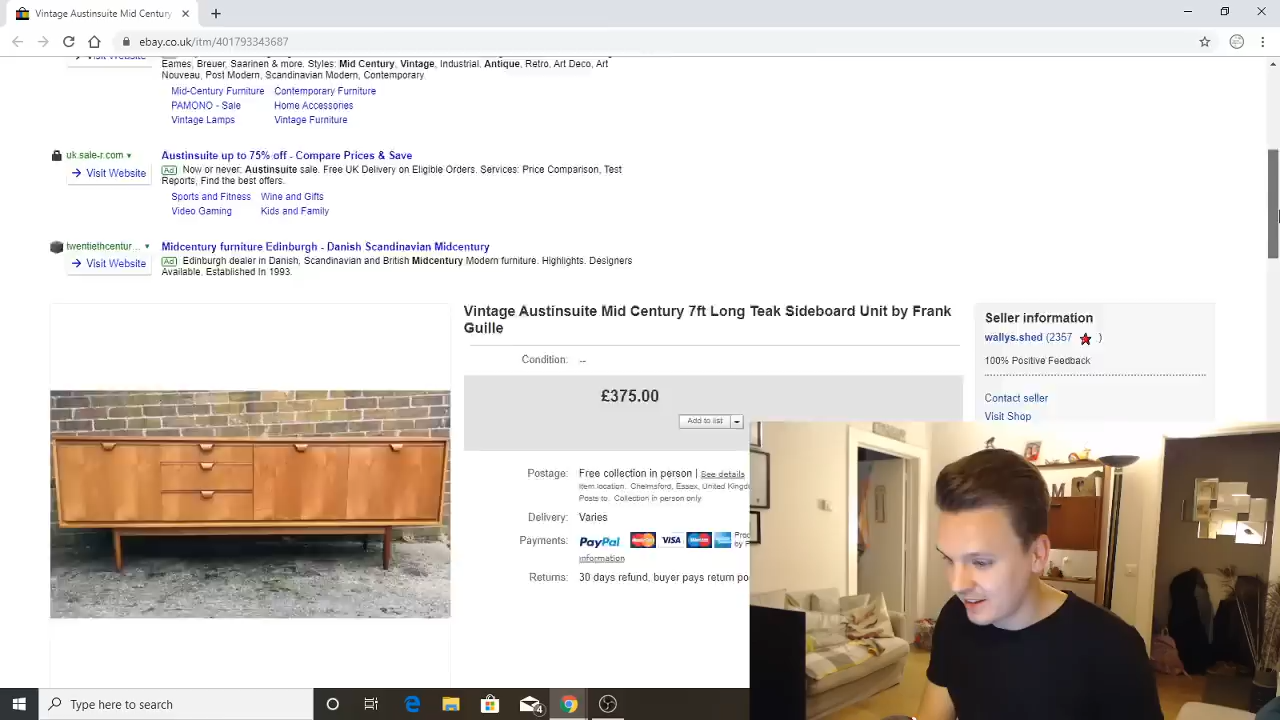 Vintage Austinsuite Mid Century
ebay.co.uk/itm/401793343687
Visit Website
Eames, Breuer, Saarinen & more. Styles: Mid Century, Vintage, Industrial, Antique, Retro, Art Deco, Art
Nouveau, Post Modern, Scandinavian Modern, Contemporary
Mid-Century Furniture Contemporary Furniture
PAMONO - Sale Home Accessories
Vintage Lamps Vintage Furniture
uk.sale-r.com
Visit Website
Austinsuite up to 75% off - Compare Prices & Save
Ad Now or never; Austinsuite sale. Free UK Delivery on Eligible Orders. Services: Price Comparison, Test
Reports, Find the best offers.
Sports and Fitness Wine and Gifts
Video Gaming Kids and Family
twentiethcentur...
Visit Website
Midcentury furniture Edinburgh - Danish Scandinavian Midcentury
Ad Edinburgh dealer in Danish, Scandinavian and British Midcentury Modern furniture. Highlights. Designers
Available. Established In 1993.
Vintage Austinsuite Mid Century 7ft Long Teak Sideboard Unit by Frank
Guille
Condition: --
£375.00
Add to list
Postage: Free collection in person | See details
Item location: Chelmsford, Essex, United Kingd
Posts to: Collection in person only
Delivery: Varies
Payments: PayPal VISA
information
Returns: 30 days refund, buyer pays return po
Seller information
wallys.shed (2357 )
100% Positive Feedback
Contact seller
Visit Shop
M
Type here to search
4